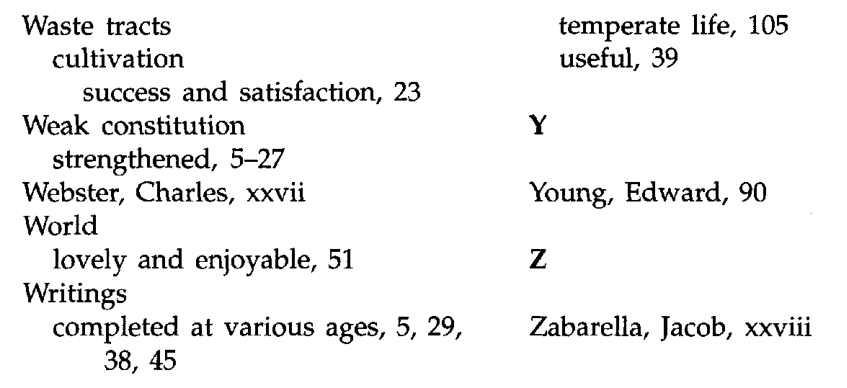 Waste tracts
cultivation
success and satisfaction, 23
Weak constitution
strengthened, 5–27
Webster, Charles, xxvii
World
lovely and enjoyable, 51
Writings
completed at various ages, 5, 29,
38, 45
temperate life, 105
useful, 39
Y
Young, Edward, 90
Z
Zabarella, Jacob, xxviii